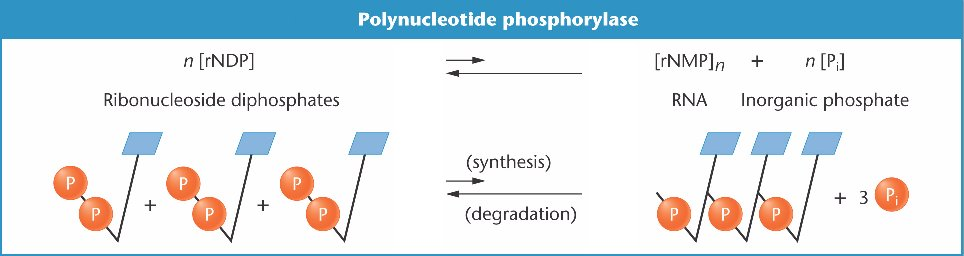 Polynucleotide phosphorylase
n [rNDP] [rNMP]n + n [Pi]
Ribonucleoside diphosphates RNA Inorganic phosphate
(synthesis)
P P + P P + P P P P P + 3 Pi
(degradation)